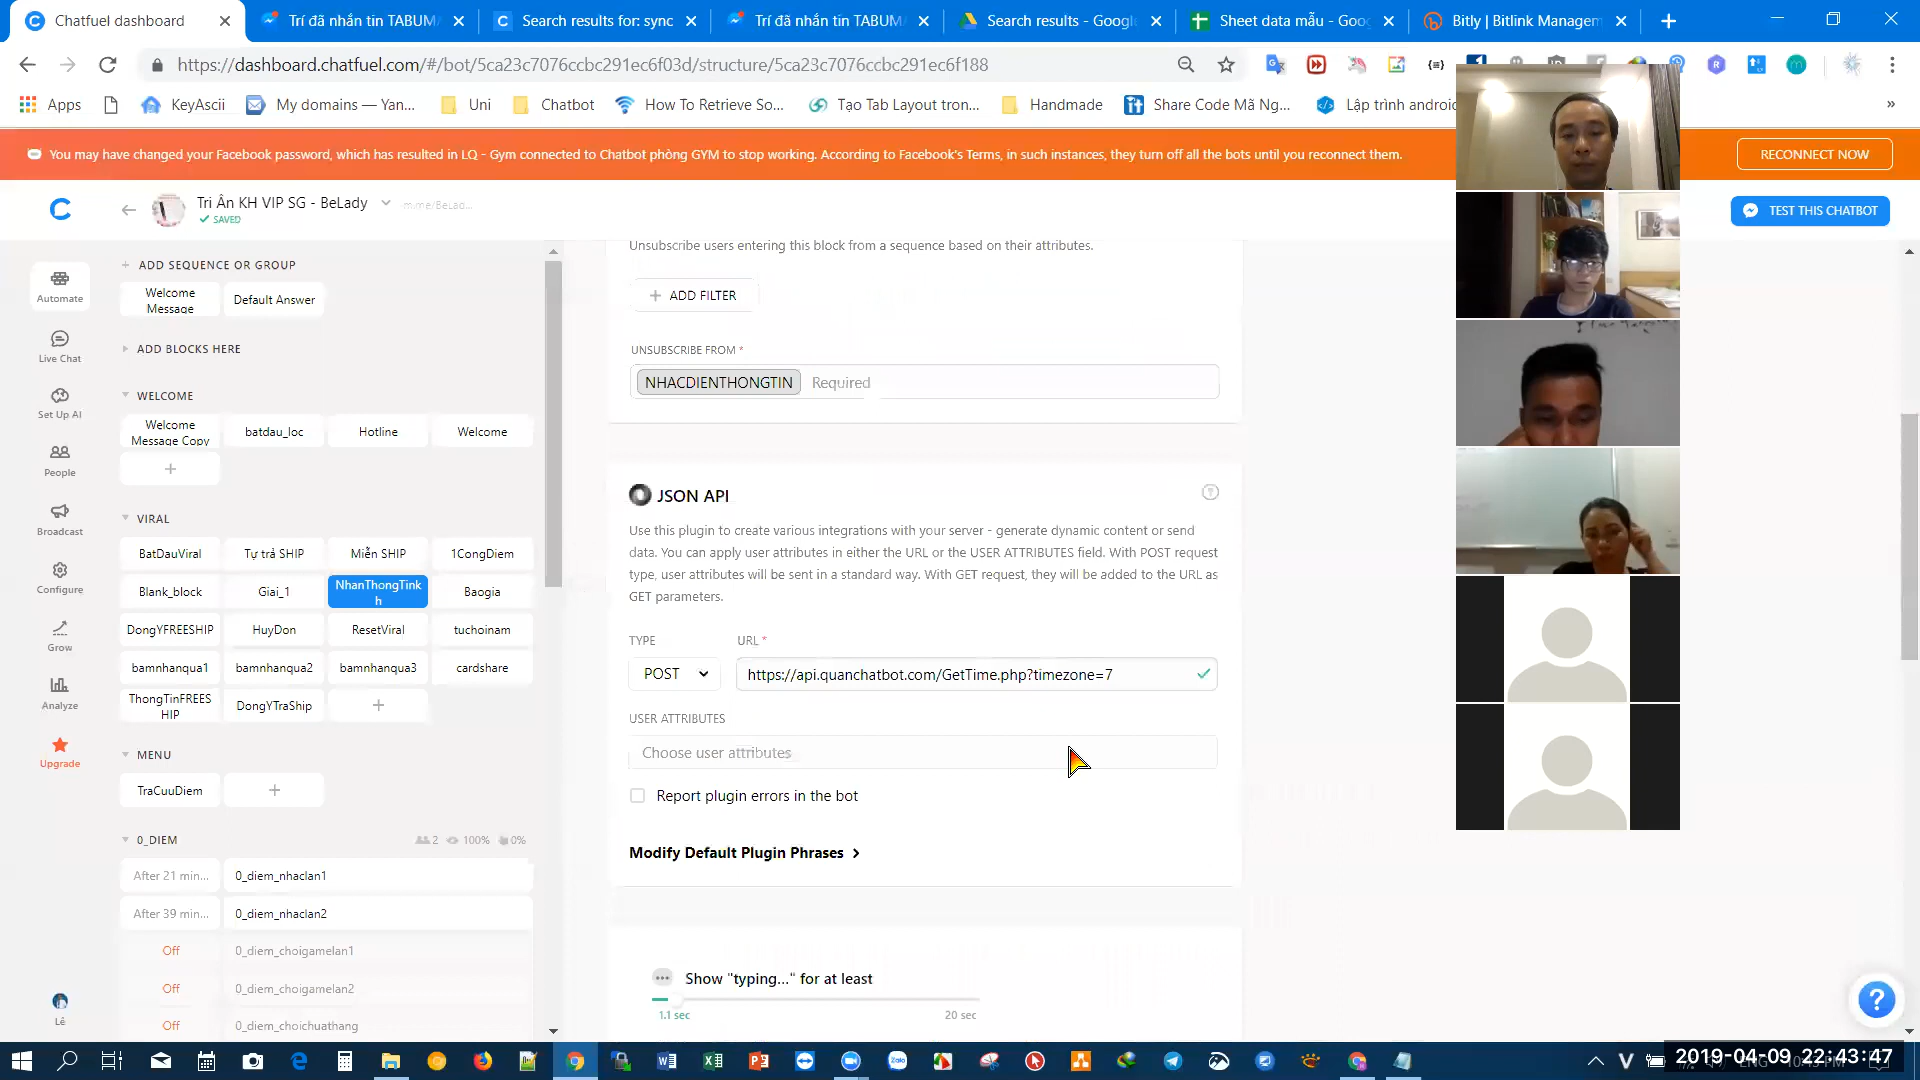 Chatfuel dashboard
Trí đã nhắn tin TABUMA
Search results for: sync
Trí đã nhắn tin TABUMA
Search results - Google
Sheet data mẫu - Goo
Bitly | Bitlink Managem
https://dashboard.chatfuel.com/#/bot/5ca23c7076ccbc291ec6f03d/structure/5ca23c7076ccbc291ec6f188
Apps
KeyAscii
My domains — Yan...
Uni
Chatbot
How To Retrieve So...
Tạo Tab Layout tron...
Handmade
Share Code Mã Ng...
Lập trình androi
You may have changed your Facebook password, which has resulted in LQ - Gym connected to Chatbot phòng GYM to stop working. According to Facebook's Terms, in such instances, they turn off all the bots until you reconnect them.
RECONNECT NOW
Tri Ân KH VIP SG - BeLady
m.me/BeLad...
SAVED
TEST THIS CHATBOT
Automate
Live Chat
Set Up AI
People
Broadcast
Configure
Grow
Analyze
Upgrade
Lê
ADD SEQUENCE OR GROUP
Welcome Message
Default Answer
ADD BLOCKS HERE
WELCOME
Welcome Message Copy
batdau_loc
Hotline
Welcome
VIRAL
BatDauViral
Tự trả SHIP
Miễn SHIP
1CongDiem
Blank_block
Giai_1
NhanThongTinkh
Baogia
DongYFREESHIP
HuyDon
ResetViral
tuchoinam
bamnhanqua1
bamnhanqua2
bamnhanqua3
cardshare
ThongTinFREESHIP
DongYTraShip
MENU
TraCuuDiem
0_DIEM
2
100%
0%
After 21 min...
0_diem_nhaclan1
After 39 min...
0_diem_nhaclan2
Off
0_diem_choigamelan1
Off
0_diem_choigamelan2
Off
0_diem_choichuathang
Unsubscribe users entering this block from a sequence based on their attributes.
ADD FILTER
UNSUBSCRIBE FROM *
NHACDIENTHONGTIN
Required
JSON API
Use this plugin to create various integrations with your server - generate dynamic content or send
data. You can apply user attributes in either the URL or the USER ATTRIBUTES field. With POST request
type, user attributes will be sent in a standard way. With GET request, they will be added to the URL as
GET parameters.
TYPE
URL *
POST
https://api.quanchatbot.com/GetTime.php?timezone=7
USER ATTRIBUTES
Choose user attributes
Report plugin errors in the bot
Modify Default Plugin Phrases
Show "typing..." for at least
1.1 sec
20 sec
2019-04-09 22:43:47